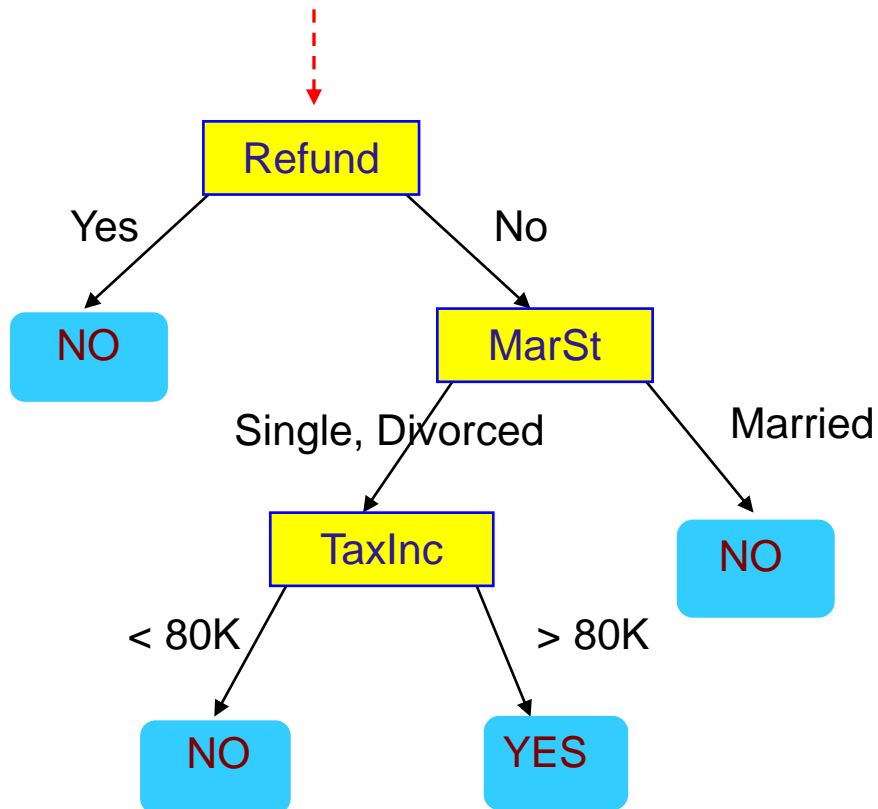 Refund
Yes
No
NO
MarSt
Single, Divorced
Married
TaxInc
NO
< 80K
> 80K
NO
YES